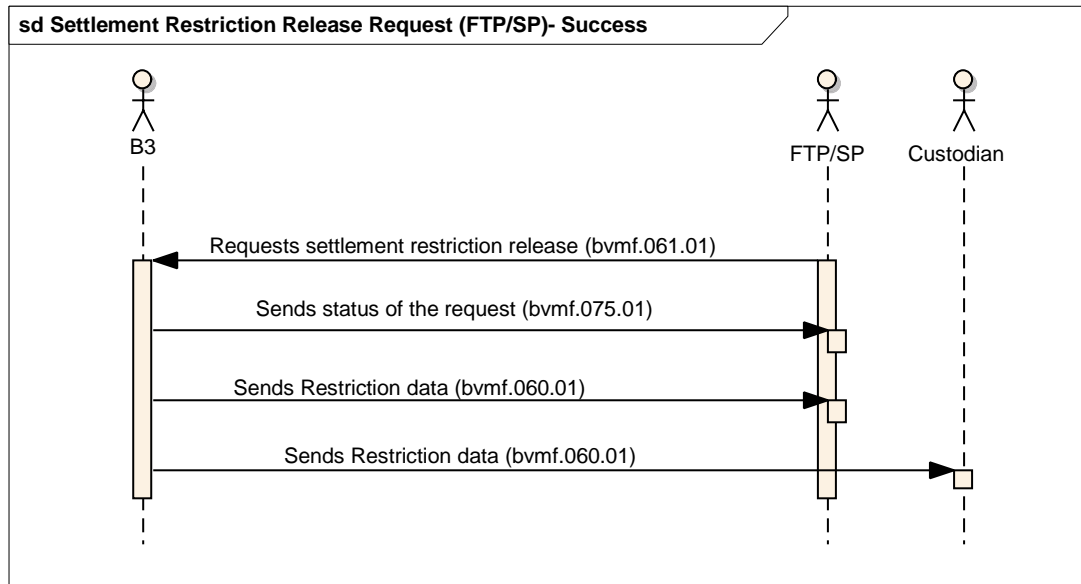 sd Settlement Restriction Release Request (FTP/SP)- Success
B3
FTP/SP
Custodian
Requests settlement restriction release (bvmf.061.01)
Sends status of the request (bvmf.075.01)
Sends Restriction data (bvmf.060.01)
Sends Restriction data (bvmf.060.01)